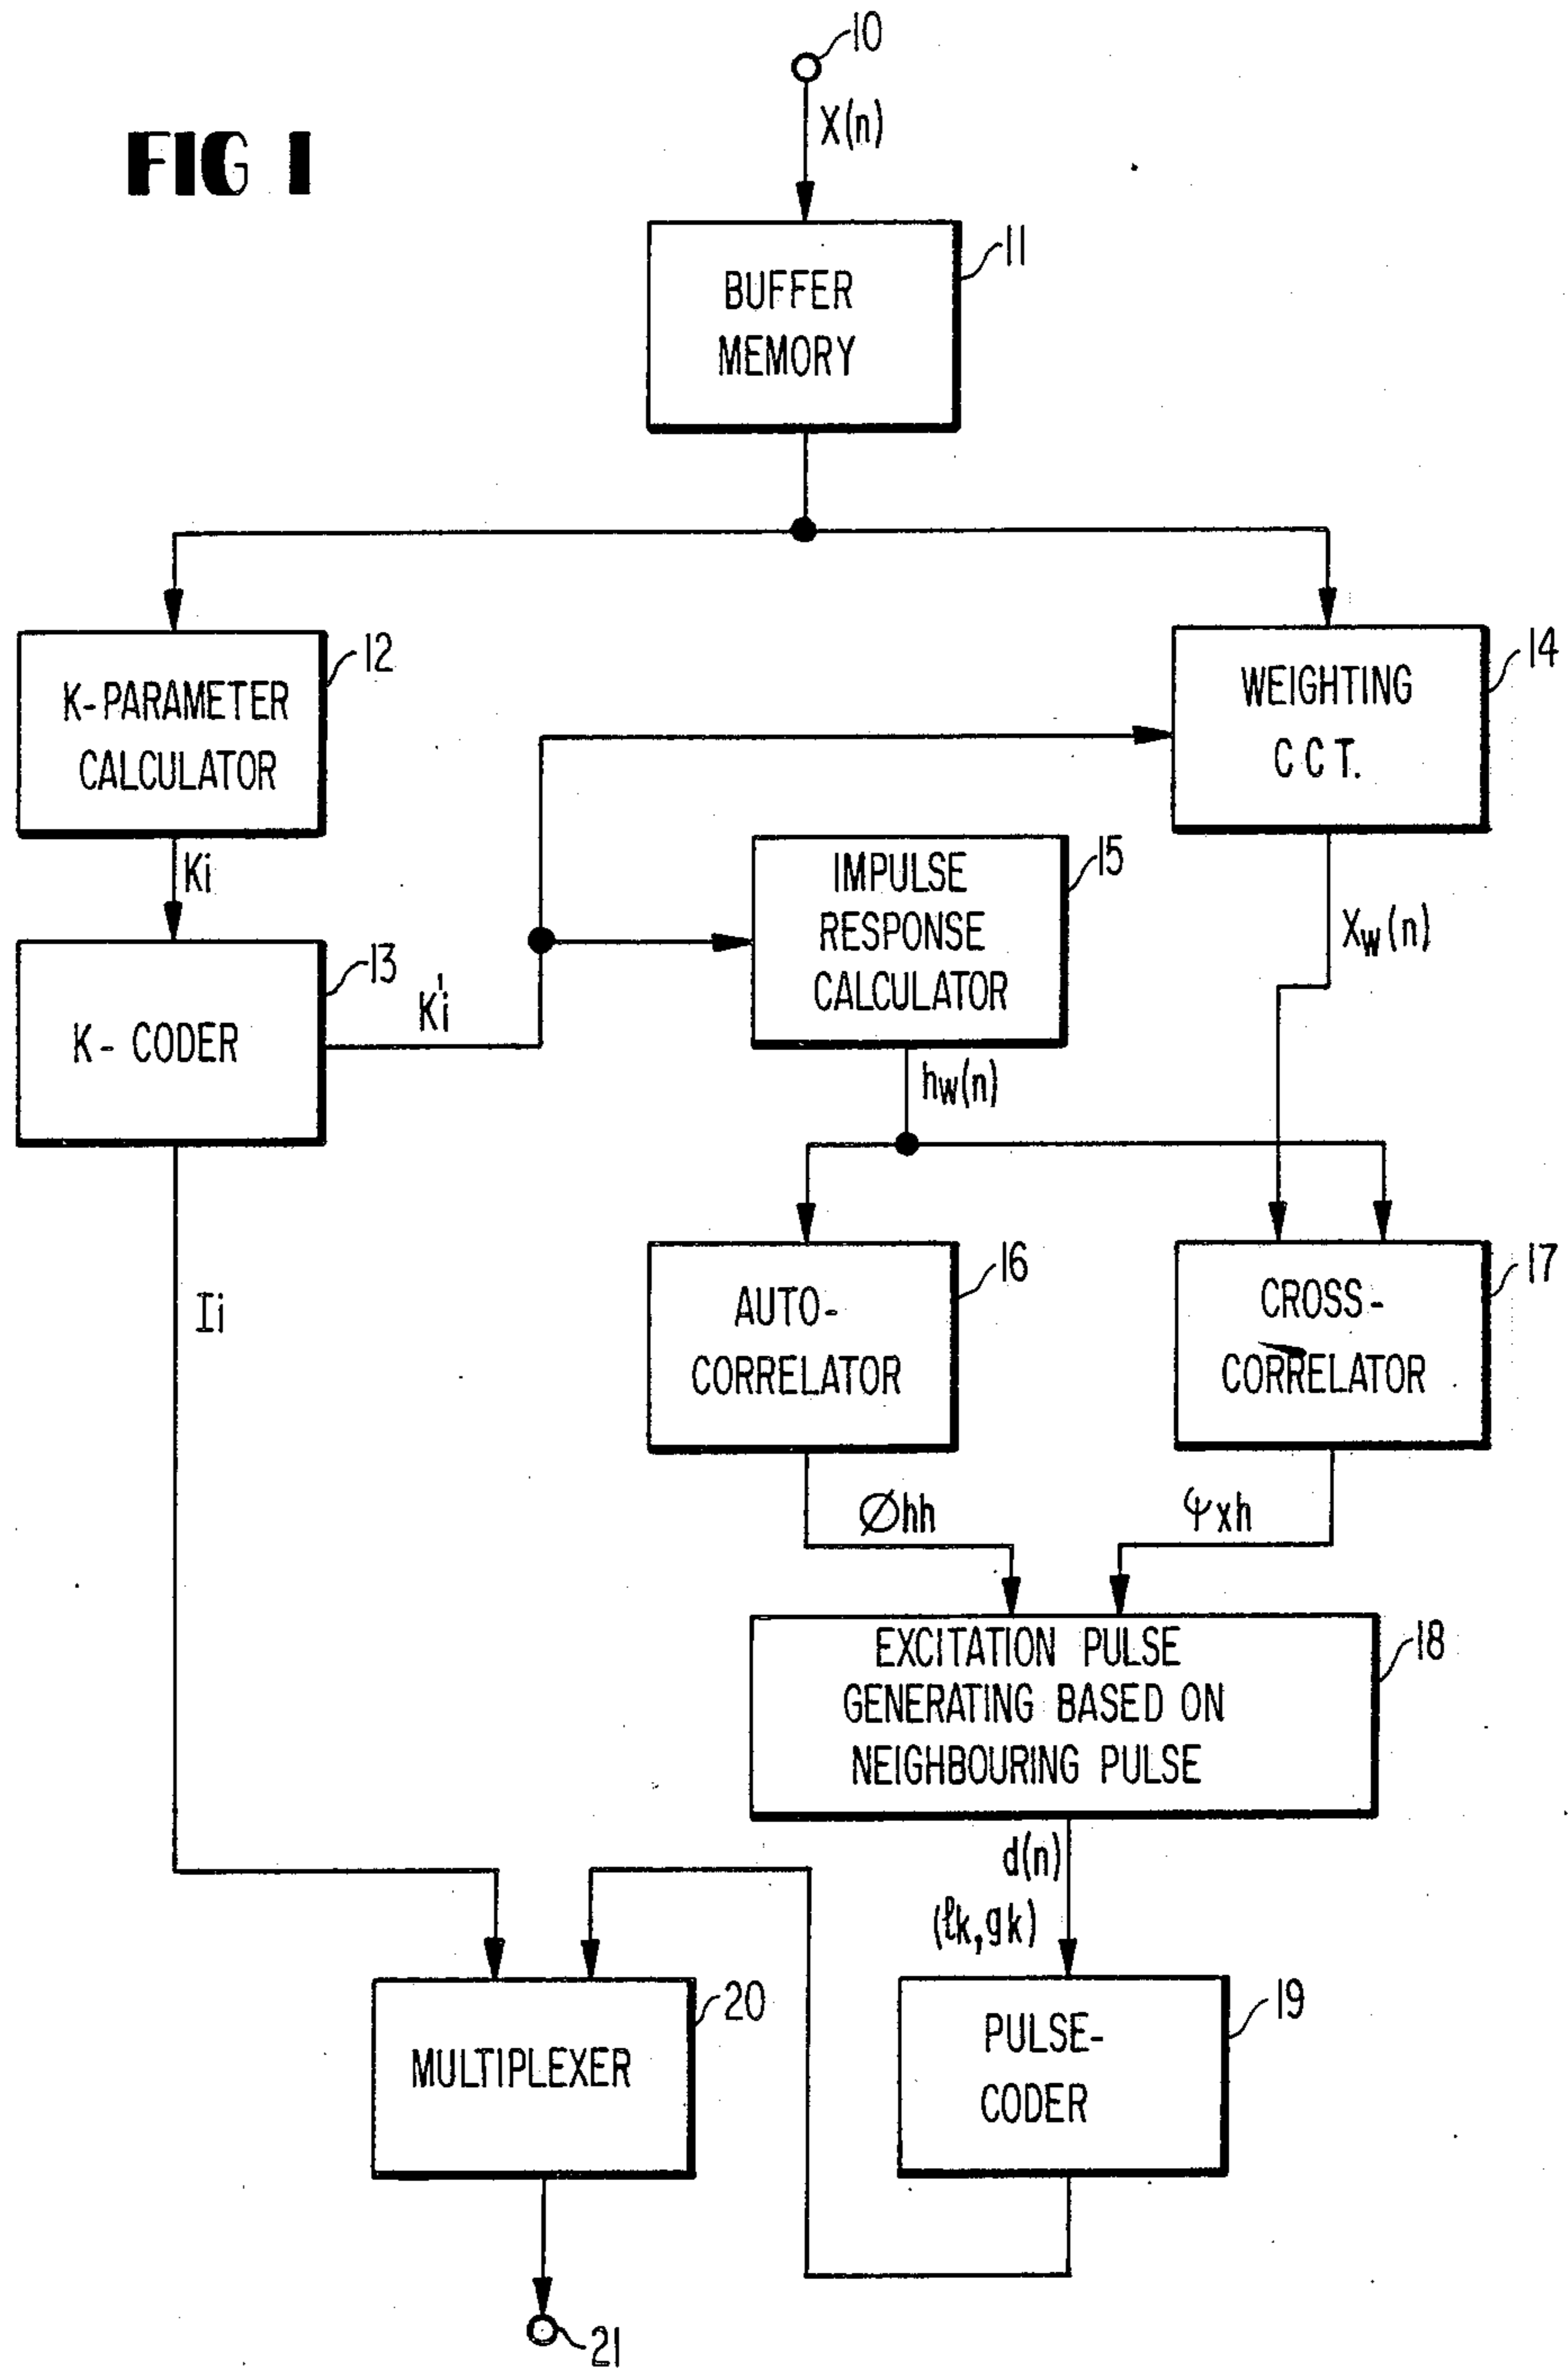 FIG 1
10
X(n)
11
BUFFER
MEMORY
12
K-PARAMETER
CALCULATOR
14
WEIGHTING
CCT.
Ki
15
IMPULSE
RESPONSE
CALCULATOR
Xw(n)
13
K-CODER
K'i
hw(n)
Ii
16
AUTO-
CORRELATOR
17
CROSS-
CORRELATOR
Øhh
φxh
18
EXCITATION PULSE
GENERATING BASED ON
NEIGHBOURING PULSE
d(n)
(ℓk,gk)
20
MULTIPLEXER
19
PULSE-
CODER
21